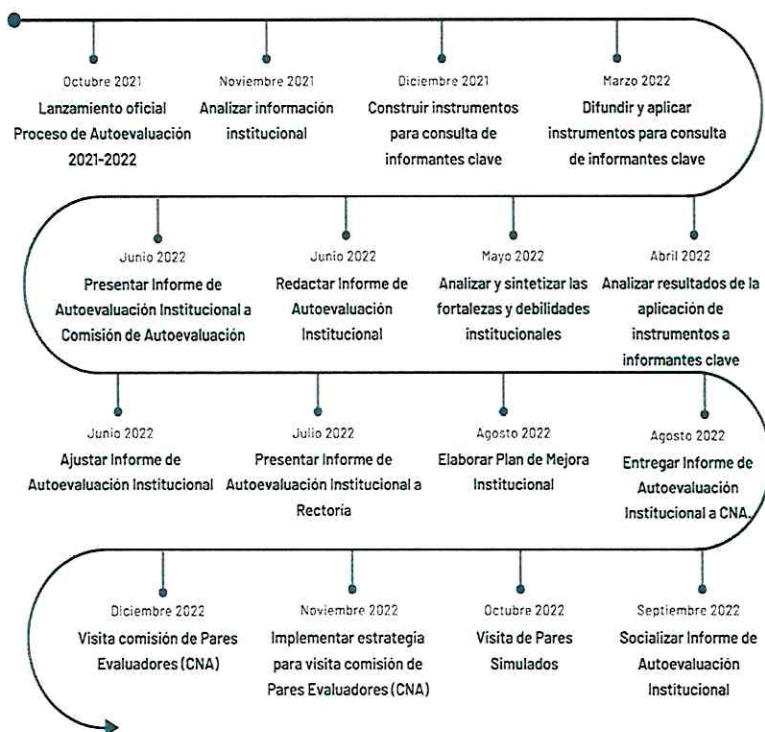 Octubre 2021
Lanzamiento oficial
Proceso de Autoevaluación
2021-2022
Noviembre 2021
Analizar información
institucional
Diciembre 2021
Construir instrumentos
para consulta de
informantes clave
Marzo 2022
Difundir y aplicar
instrumentos para consulta
de informantes clave
Abril 2022
Analizar resultados de la
aplicación de
instrumentos a
informantes clave
Mayo 2022
Analizar y sintetizar las
fortalezas y debilidades
institucionales
Junio 2022
Redactar Informe de
Autoevaluación
Institucional
Junio 2022
Presentar Informe de
Autoevaluación Institucional a
Comisión de Autoevaluación
Junio 2022
Ajustar Informe de
Autoevaluación Institucional
Julio 2022
Presentar Informe de
Autoevaluación Institucional a
Rectoría
Agosto 2022
Elaborar Plan de Mejora
Institucional
Agosto 2022
Entregar Informe de
Autoevaluación
Institucional a CNA.
Septiembre 2022
Socializar Informe de
Autoevaluación
Institucional
Octubre 2022
Visita de Pares
Simulados
Noviembre 2022
Implementar estrategia
para visita comisión de
Pares Evaluadores (CNA)
Diciembre 2022
Visita comisión de Pares
Evaluadores (CNA)